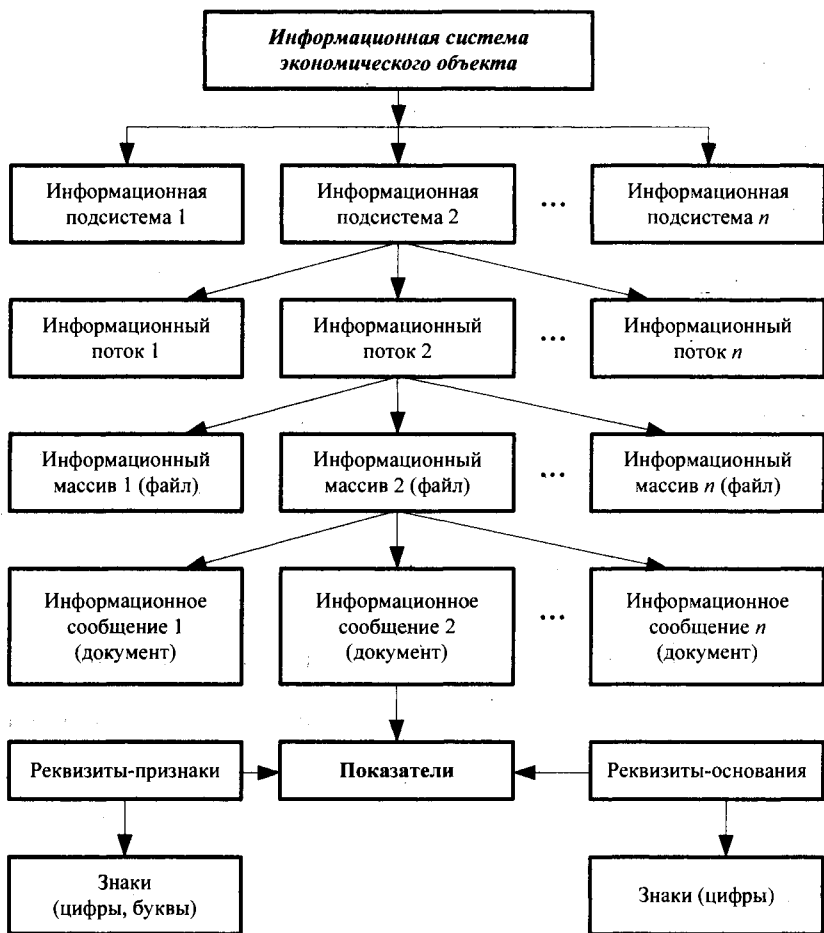 Информационная система
экономического объекта
Информационная
подсистема 1
Информационная
подсистема 2
...
Информационная
подсистема n
Информационный
поток 1
Информационный
поток 2
...
Информационный
поток n
Информационный
массив 1 (файл)
Информационный
массив 2 (файл)
...
Информационный
массив n (файл)
Информационное
сообщение 1
(документ)
Информационное
сообщение 2
(документ)
...
Информационное
сообщение n
(документ)
Реквизиты-признаки
Показатели
Реквизиты-основания
Знаки
(цифры, буквы)
Знаки (цифры)